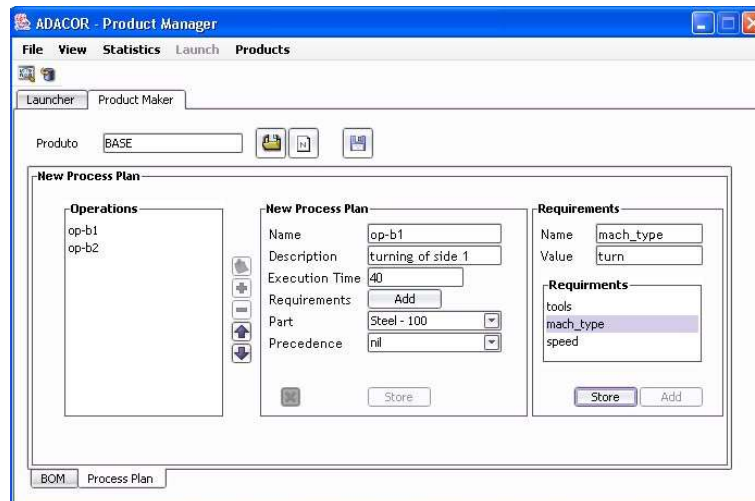 ADACOR - Product Manager
File View Statistics Launch Products
Launcher Product Maker
Produto BASE
N
New Process Plan
Operations
op-b1
op-b2
New Process Plan
Name op-b1
Description turning of side 1
Execution Time 40
Requirements Add
Part Steel - 100
Precedence nil
Store
Requirements
Name mach_type
Value turn
Requirments
tools
mach_type
speed
Store Add
BOM Process Plan